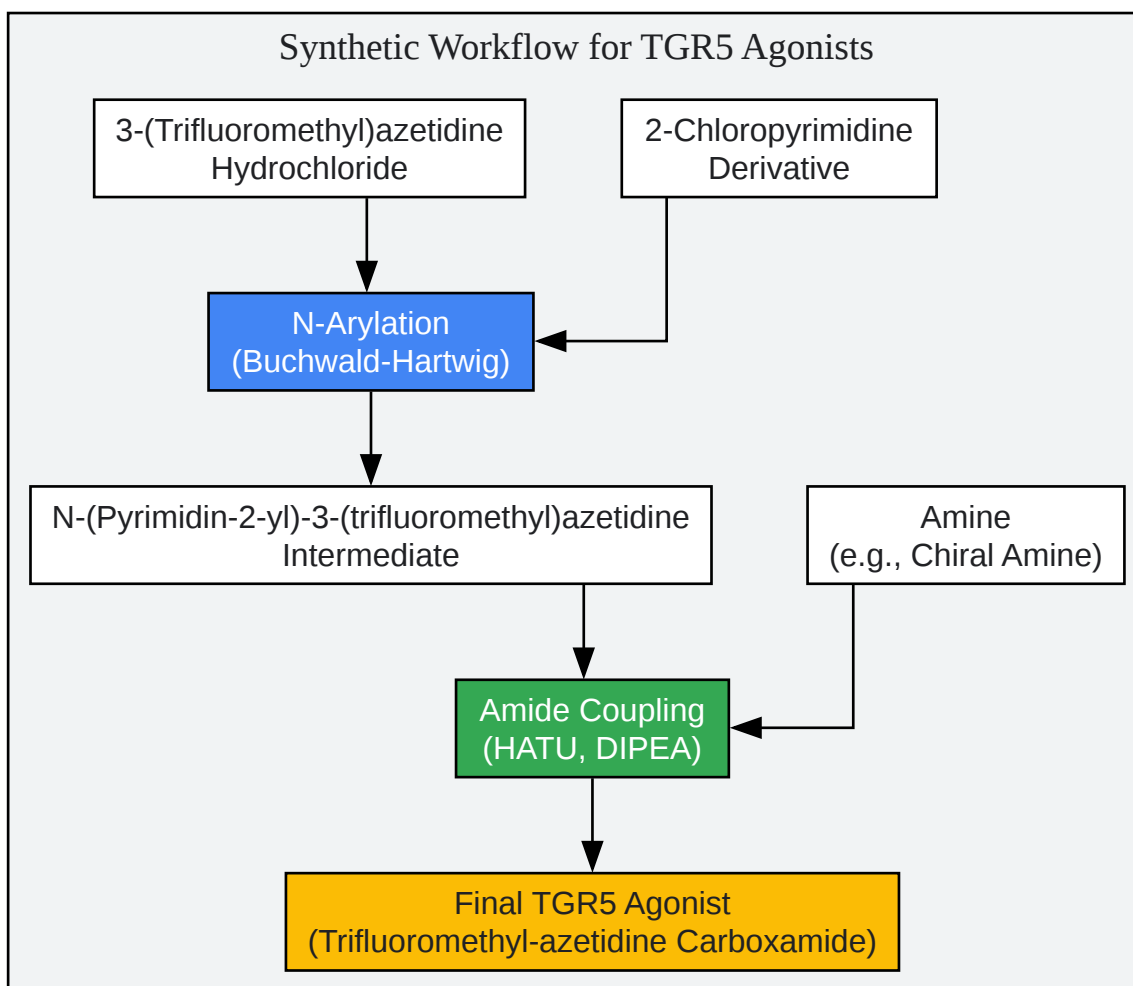 Synthetic Workflow for TGR5 Agonists
3-(Trifluoromethyl)azetidine
Hydrochloride
2-Chloropyrimidine
Derivative
N-Arylation
(Buchwald-Hartwig)
N-(Pyrimidin-2-yl)-3-(trifluoromethyl)azetidine
Intermediate
Amine
(e.g., Chiral Amine)
Amide Coupling
(HATU, DIPEA)
Final TGR5 Agonist
(Trifluoromethyl-azetidine Carboxamide)